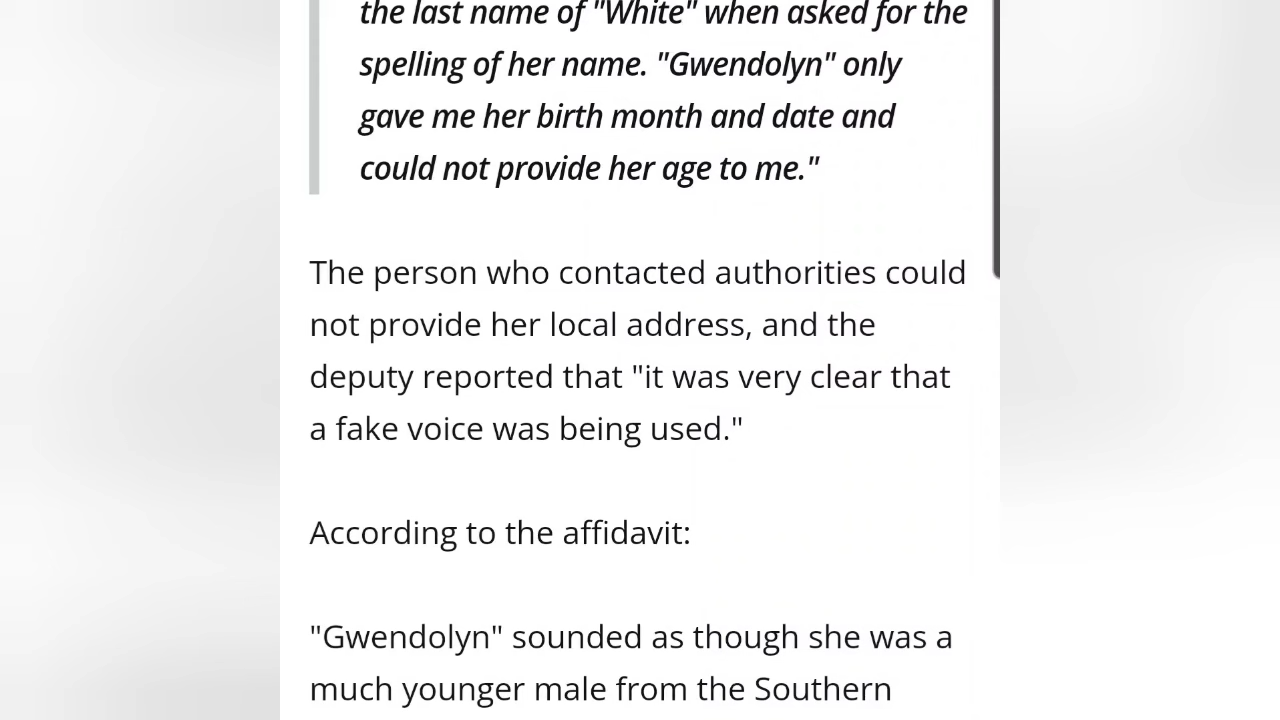 the last name of "White" when asked for the
spelling of her name. "Gwendolyn" only
gave me her birth month and date and
could not provide her age to me."
The person who contacted authorities could
not provide her local address, and the
deputy reported that "it was very clear that
a fake voice was being used."
According to the affidavit:
"Gwendolyn" sounded as though she was a
much younger male from the Southern